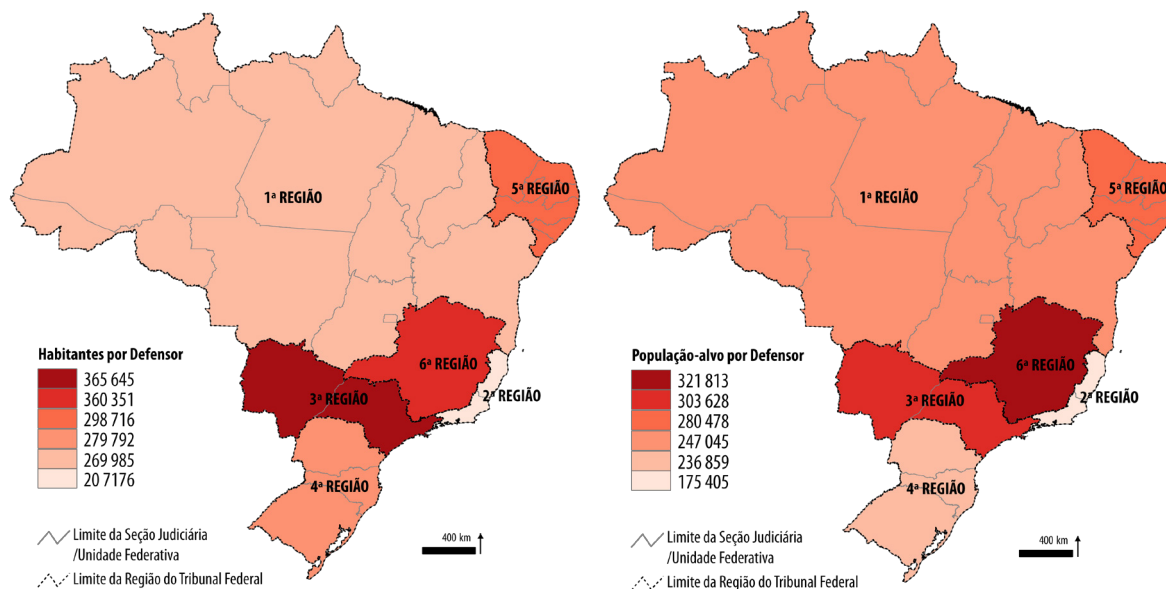 1ª REGIÃO
5ª REGIÃO
6ª REGIÃO
2ª REGIÃO
3ª REGIÃO
4ª REGIÃO
Habitantes por Defensor
365 645
360 351
298 716
279 792
269 985
20 7176
Limite da Seção Judiciária
/Unidade Federativa
Limite da Região do Tribunal Federal
400 km
1ª REGIÃO
5ª REGIÃO
6ª REGIÃO
2ª REGIÃO
3ª REGIÃO
4ª REGIÃO
População-alvo por Defensor
321 813
303 628
280 478
247 045
236 859
175 405
Limite da Seção Judiciária
/Unidade Federativa
Limite da Região do Tribunal Federal
400 km